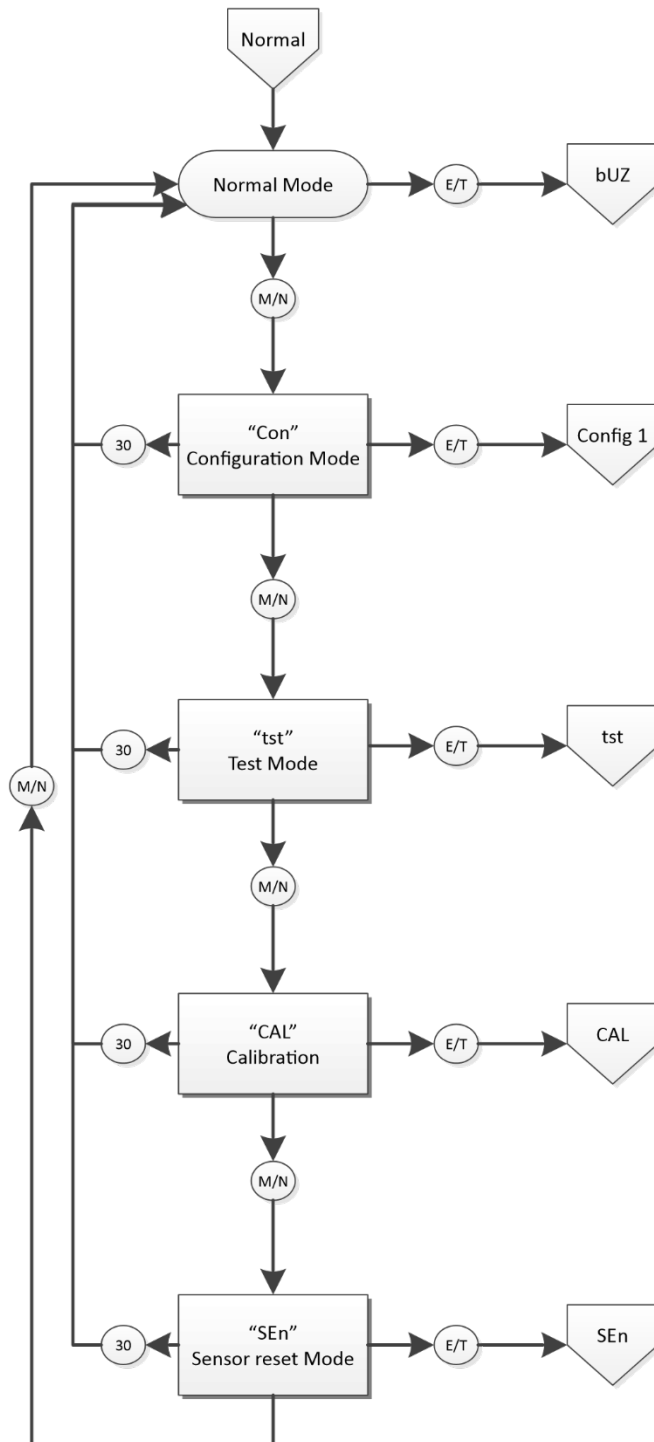 Normal
Normal Mode
E/T
bUZ
M/N
“Con”
Configuration Mode
30
E/T
Config 1
M/N
“tst”
Test Mode
30
E/T
tst
M/N
M/N
“CAL”
Calibration
30
E/T
CAL
M/N
“SEn”
Sensor reset Mode
30
E/T
SEn